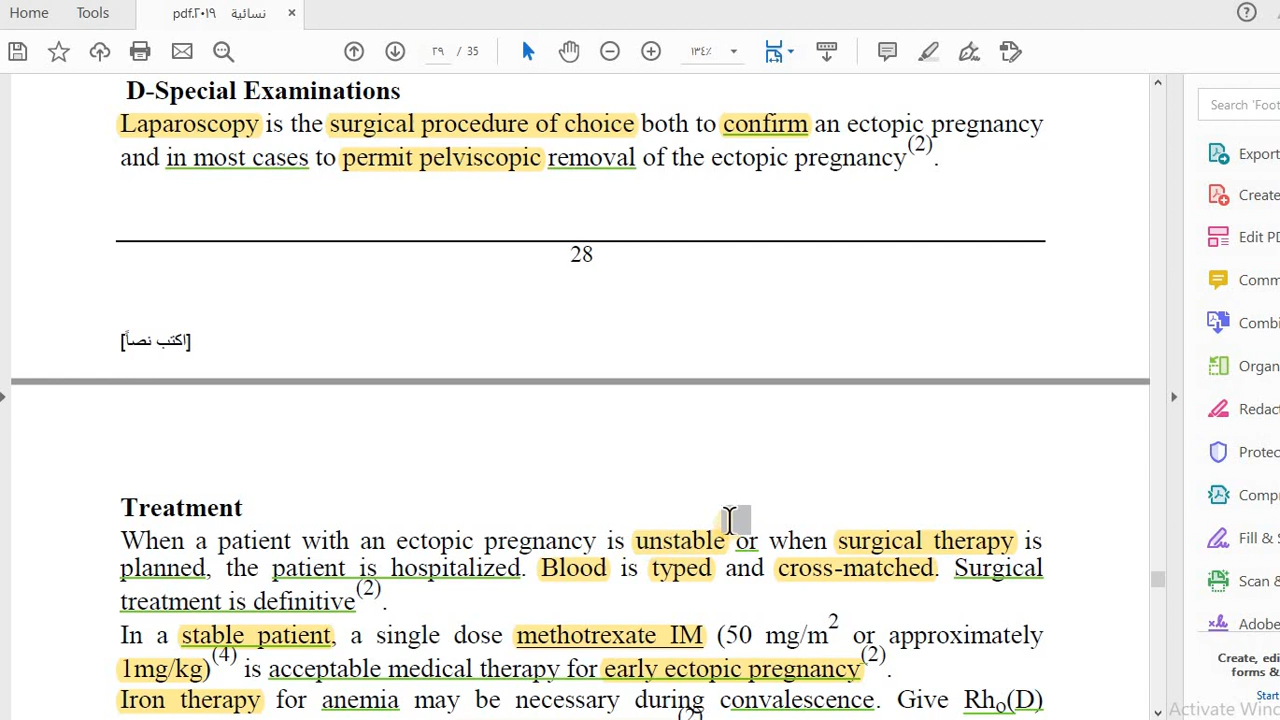 Home Tools نسائية ٢٠١٩.pdf ×
٢٩ / 35 ١٣٤٪
D-Special Examinations
Laparoscopy is the surgical procedure of choice both to confirm an ectopic pregnancy
and in most cases to permit pelviscopic removal of the ectopic pregnancy(2).
28
[اكتب نصاً]
Treatment
When a patient with an ectopic pregnancy is unstable or when surgical therapy is
planned, the patient is hospitalized. Blood is typed and cross-matched. Surgical
treatment is definitive(2).
In a stable patient, a single dose methotrexate IM (50 mg/m2 or approximately
1mg/kg)(4) is acceptable medical therapy for early ectopic pregnancy(2).
Iron therapy for anemia may be necessary during convalescence. Give Rho(D)
(2)
Search 'Foot
Export
Create
Edit PD
Comm
Combi
Organ
Redac
Protec
Compr
Fill &
Scan &
Adobe
Create, edi
forms &
Start
Activate Wind